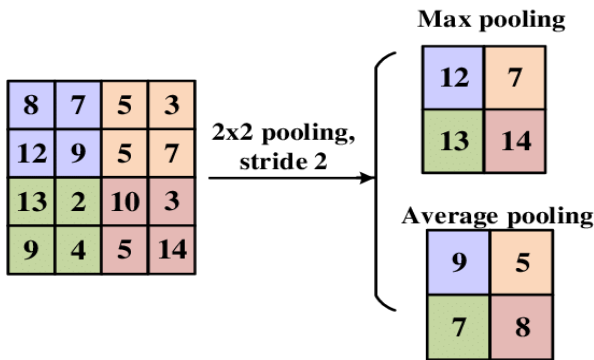 Max pooling
12 7
13 14
8 7 5 3
12 9 5 7
13 2 10 3
9 4 5 14
2x2 pooling,
stride 2
Average pooling
9 5
7 8